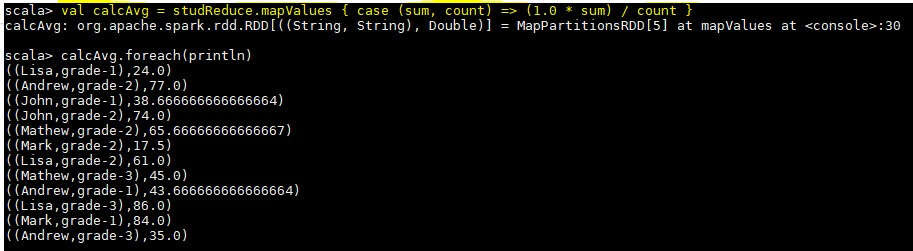 scala> val calcAvg = studReduce.mapValues { case (sum, count) => (1.0 * sum) / count }
calcAvg: org.apache.spark.rdd.RDD[((String, String), Double)] = MapPartitionsRDD[5] at mapValues at <console>:30
scala> calcAvg.foreach(println)
((Lisa,grade-1),24.0)
((Andrew,grade-2),77.0)
((John,grade-1),38.666666666666664)
((John,grade-2),74.0)
((Mathew,grade-2),65.66666666666667)
((Mark,grade-2),17.5)
((Lisa,grade-2),61.0)
((Mathew,grade-3),45.0)
((Andrew,grade-1),43.666666666666664)
((Lisa,grade-3),86.0)
((Mark,grade-1),84.0)
((Andrew,grade-3),35.0)